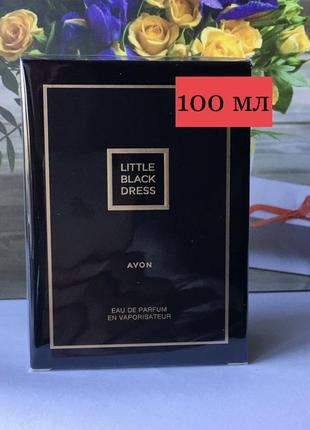 100 мл
LITTLE
BLACK
DRESS
AVON
EAU DE PARFUM
EN VAPORISATEUR